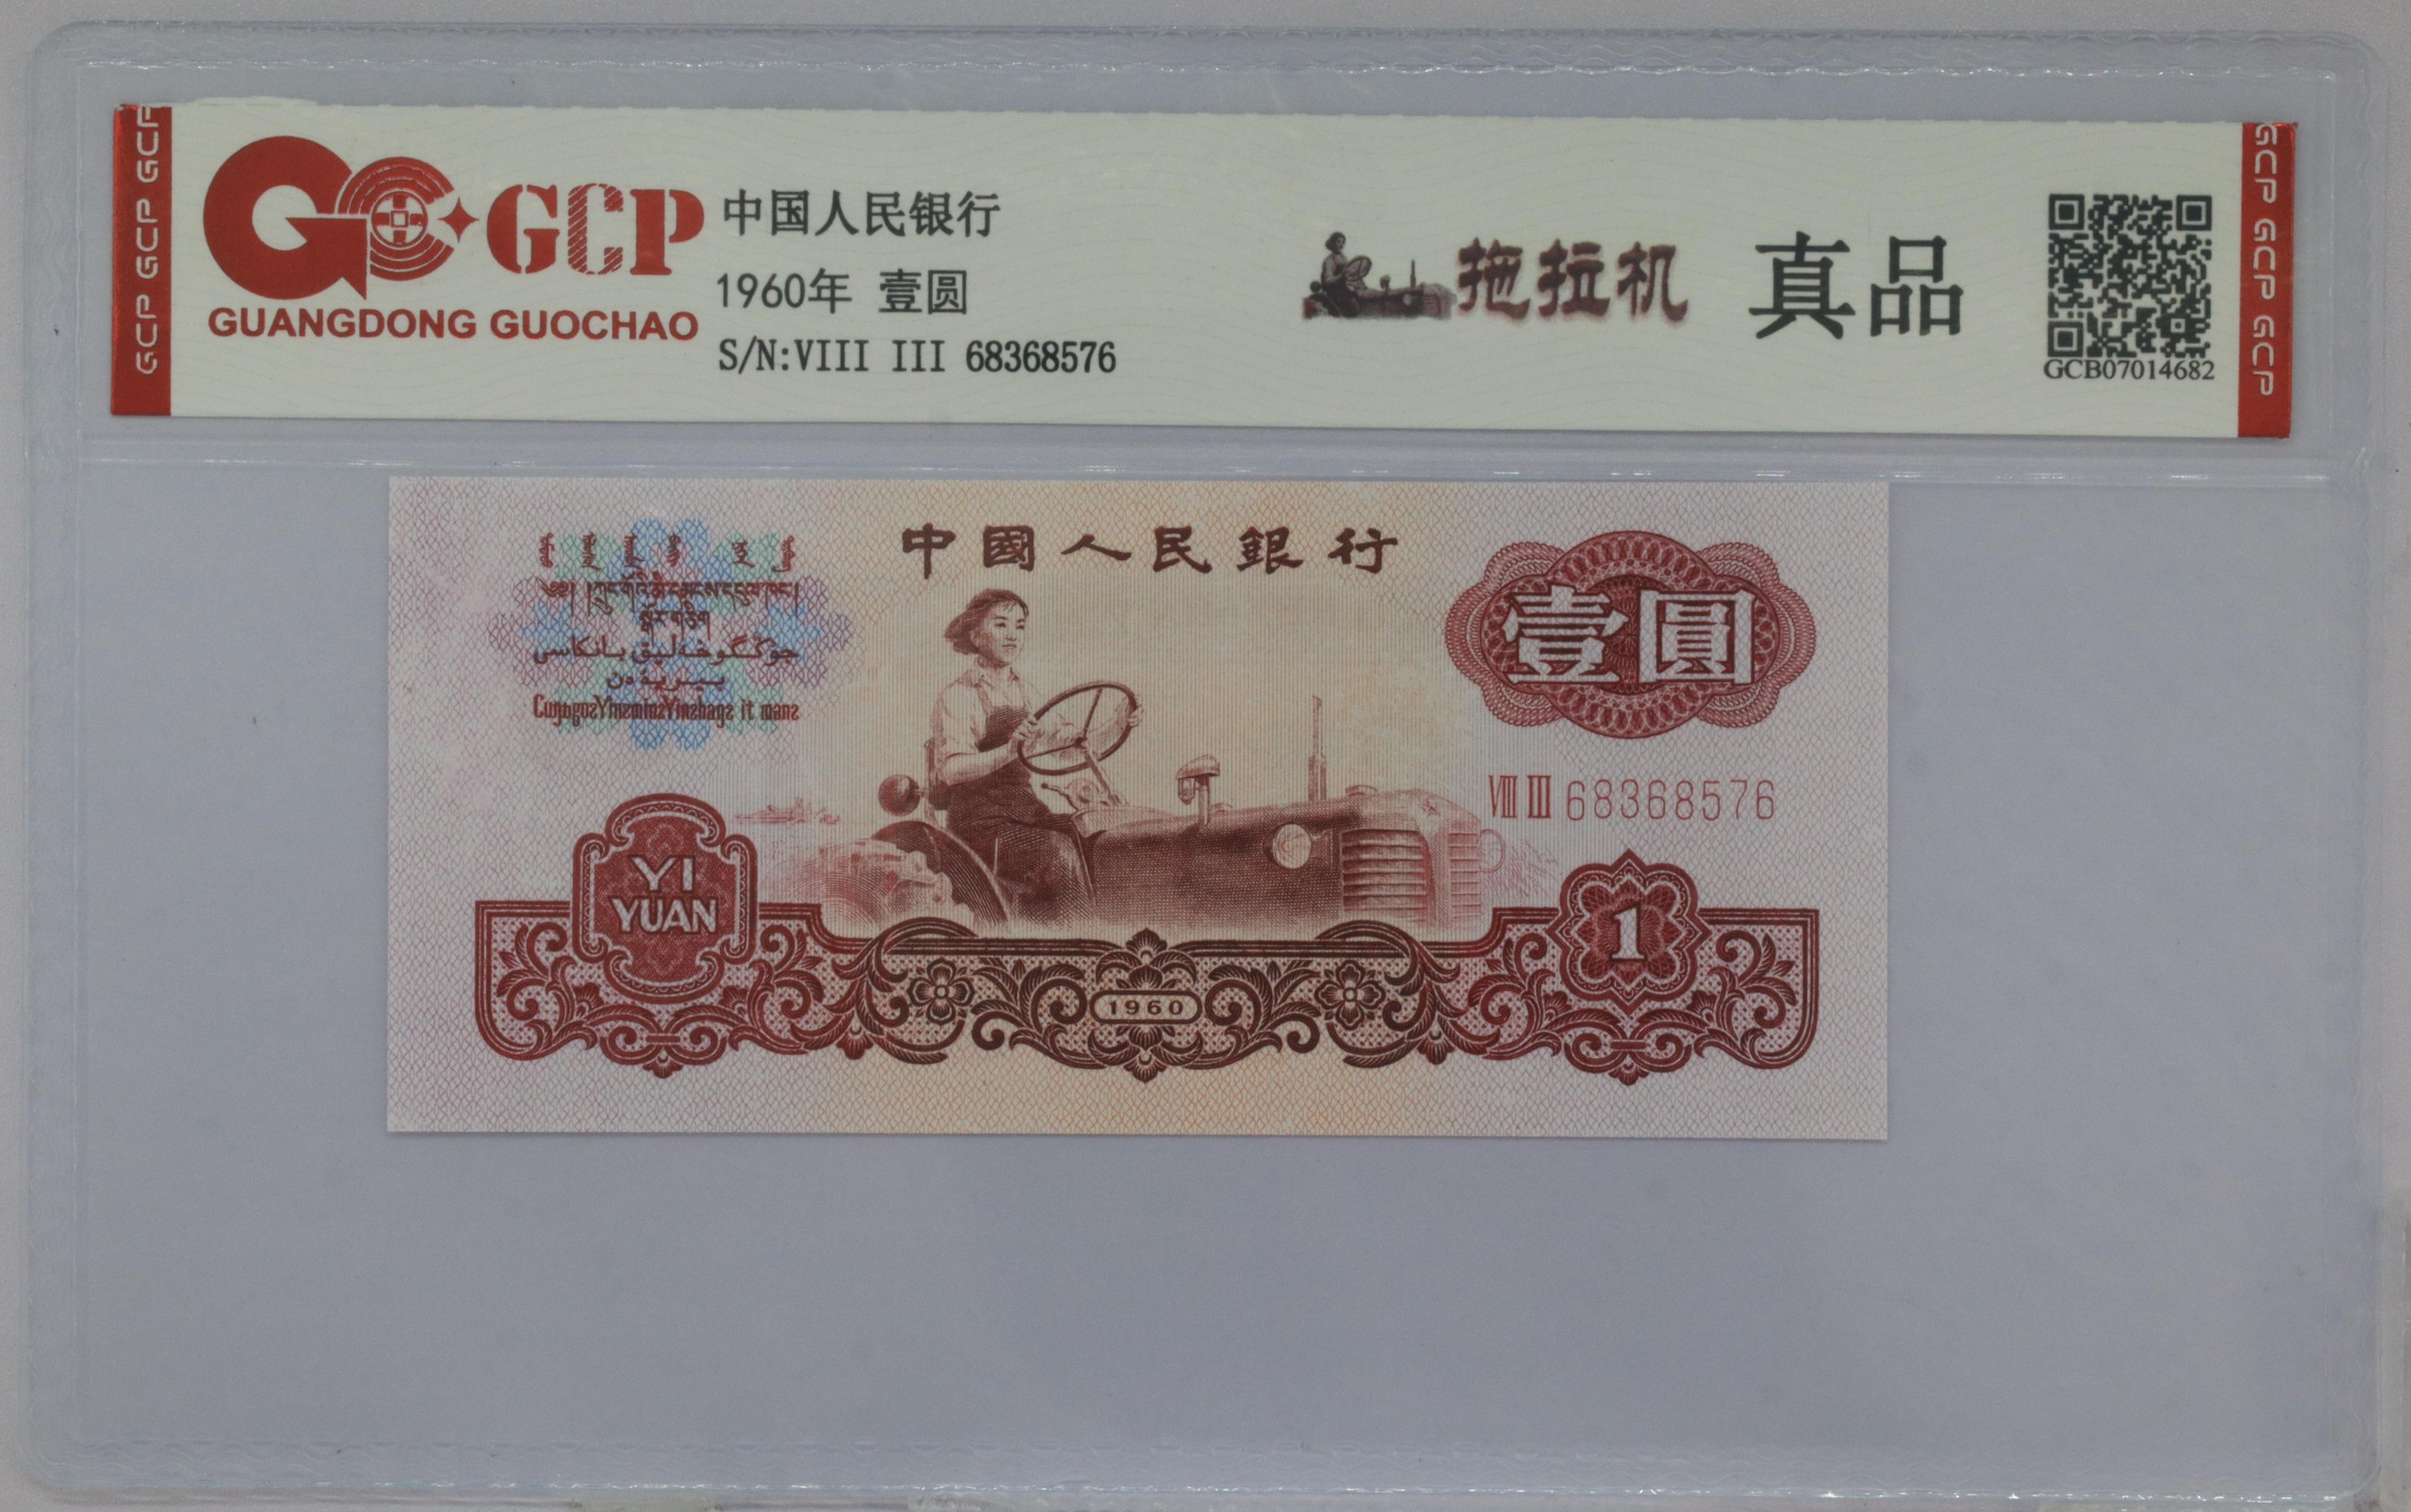 GCP GCP GCP
GCP
GUANGDONG GUOCHAO
中国人民银行
1960年 壹圆
S/N:VIII III 68368576
拖拉机
真品
GCB07014682
GCP GCP GCP
中國人民銀行
壹圓
VIII III 68368576
YI
YUAN
1960
1